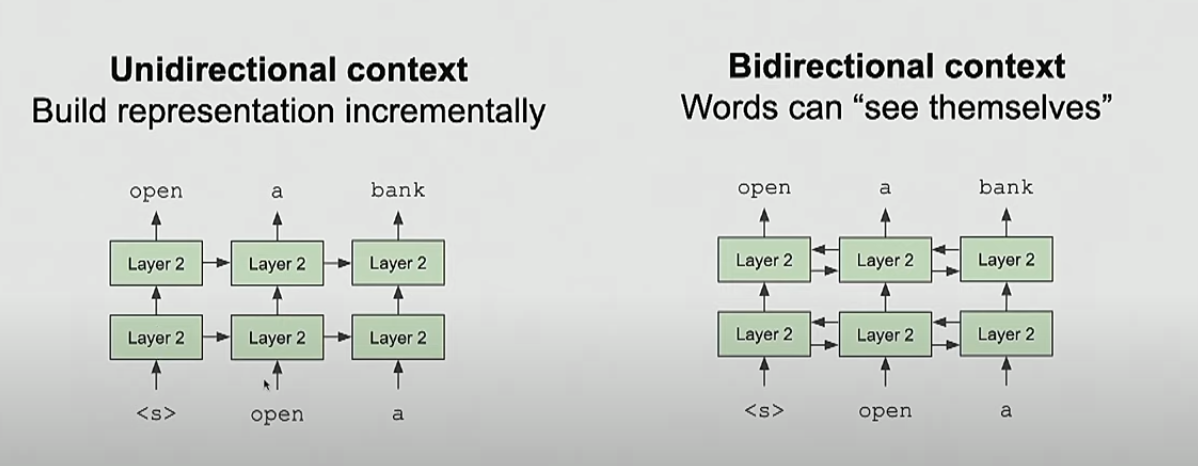 Unidirectional context
Build representation incrementally
open a bank
Layer 2 Layer 2 Layer 2
Layer 2 Layer 2 Layer 2
<s> open a
Bidirectional context
Words can “see themselves”
open a bank
Layer 2 Layer 2 Layer 2
Layer 2 Layer 2 Layer 2
<s> open a